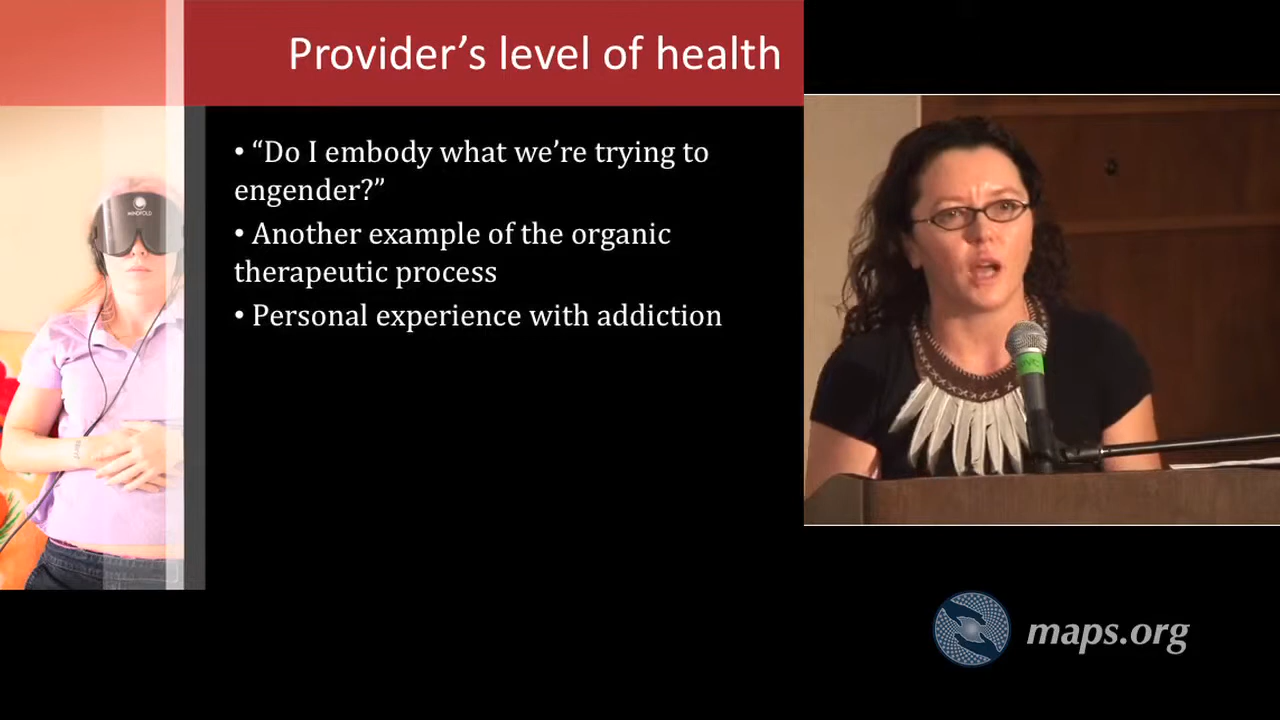 Provider’s level of health
• “Do I embody what we’re trying to
engender?”
• Another example of the organic
therapeutic process
• Personal experience with addiction
MINDFOLD
maps.org